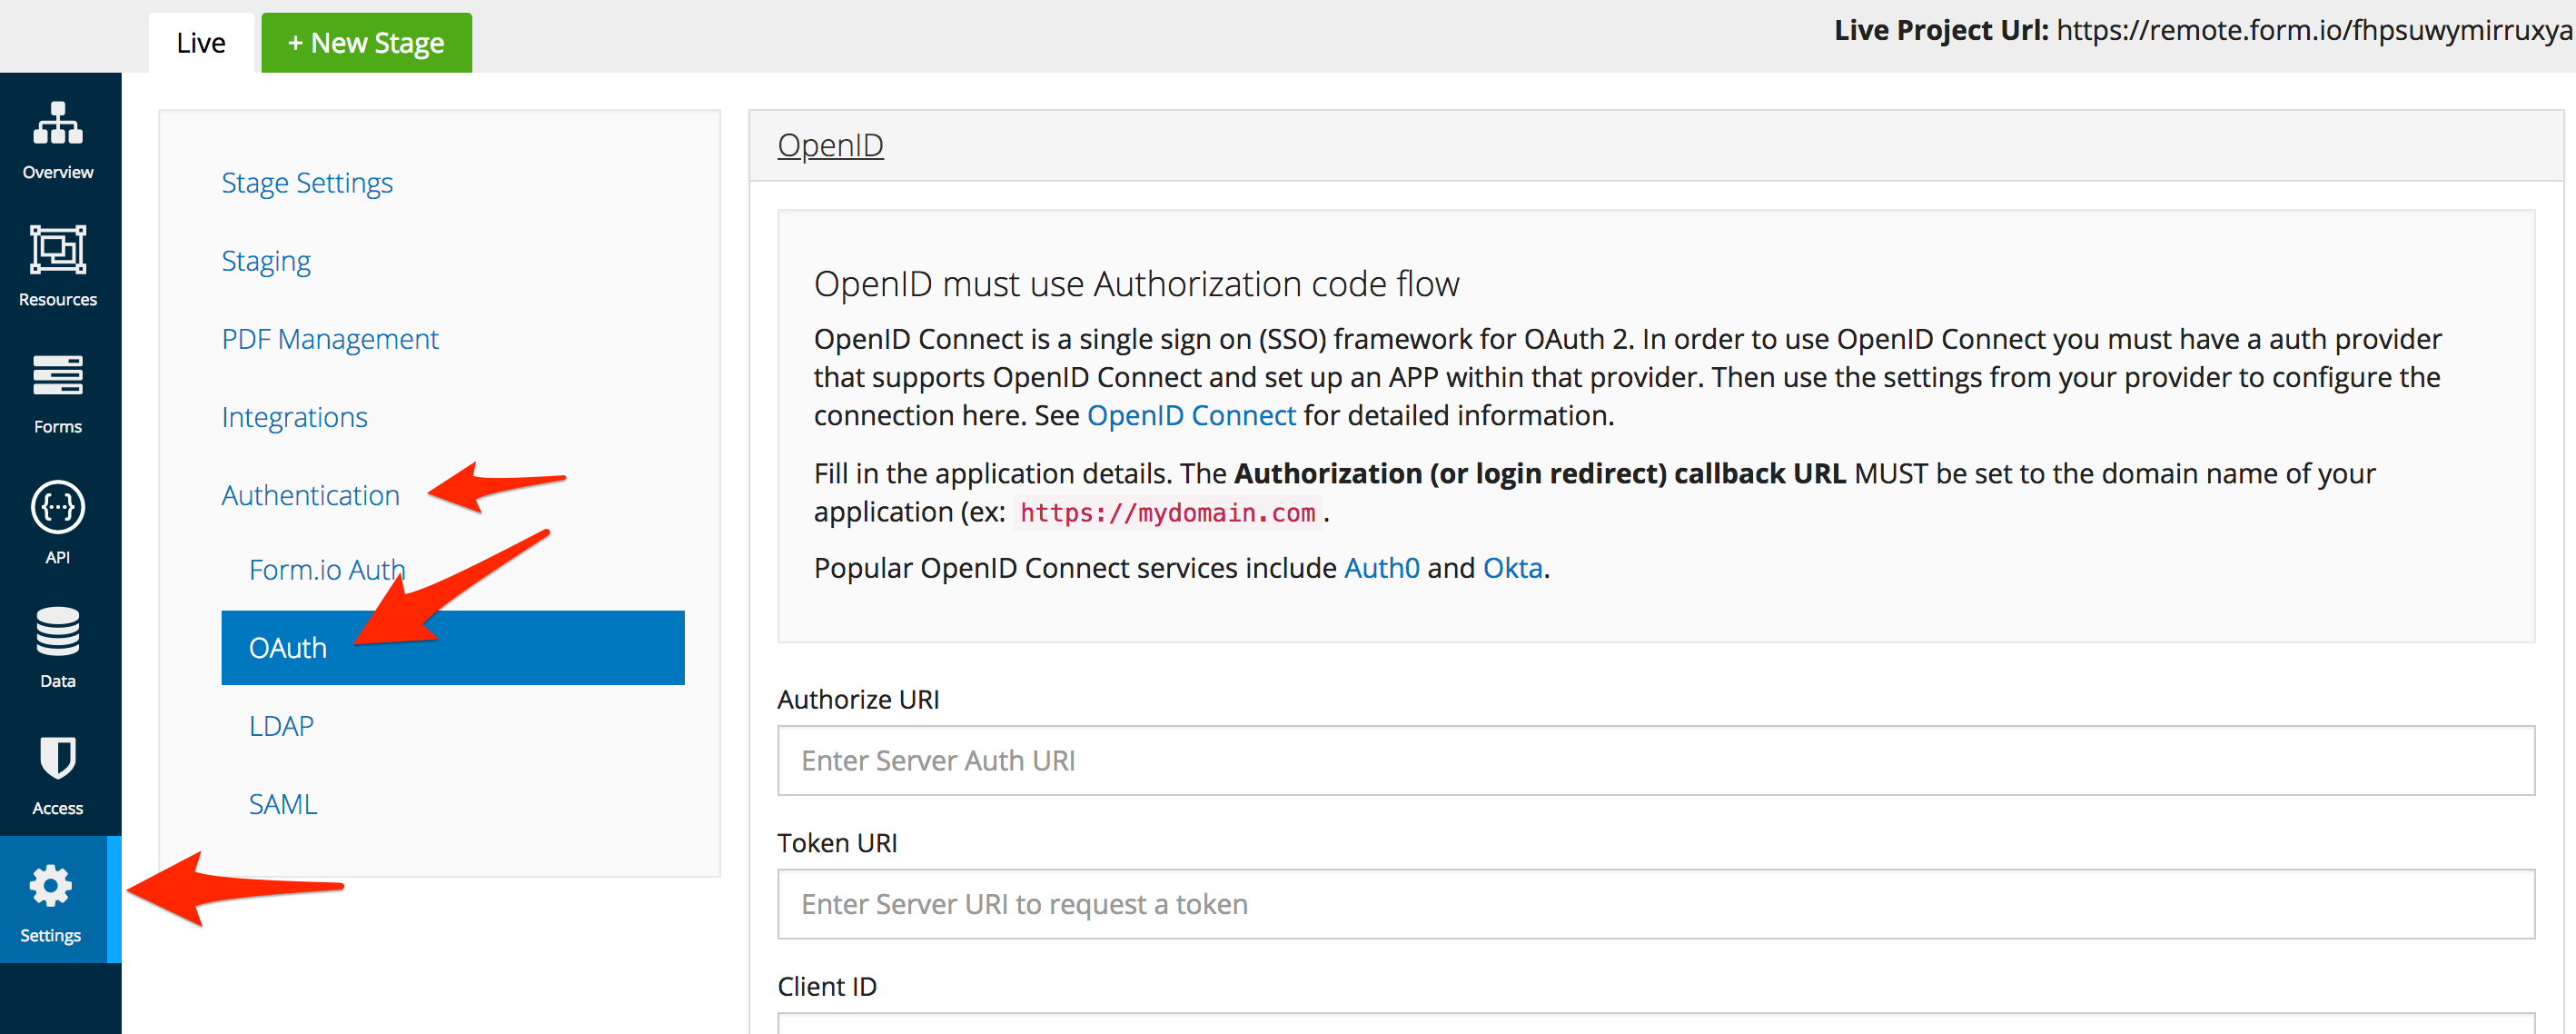 Live
+ New Stage
Live Project Url: https://remote.form.io/fhpsuwymirruxya
Overview
Resources
Forms
API
Data
Access
Settings
Stage Settings
Staging
PDF Management
Integrations
Authentication
Form.io Auth
OAuth
LDAP
SAML
OpenID
OpenID must use Authorization code flow
OpenID Connect is a single sign on (SSO) framework for OAuth 2. In order to use OpenID Connect you must have a auth provider
that supports OpenID Connect and set up an APP within that provider. Then use the settings from your provider to configure the
connection here. See OpenID Connect for detailed information.
Fill in the application details. The Authorization (or login redirect) callback URL MUST be set to the domain name of your
application (ex: https://mydomain.com .
Popular OpenID Connect services include Auth0 and Okta.
Authorize URI
Enter Server Auth URI
Token URI
Enter Server URI to request a token
Client ID